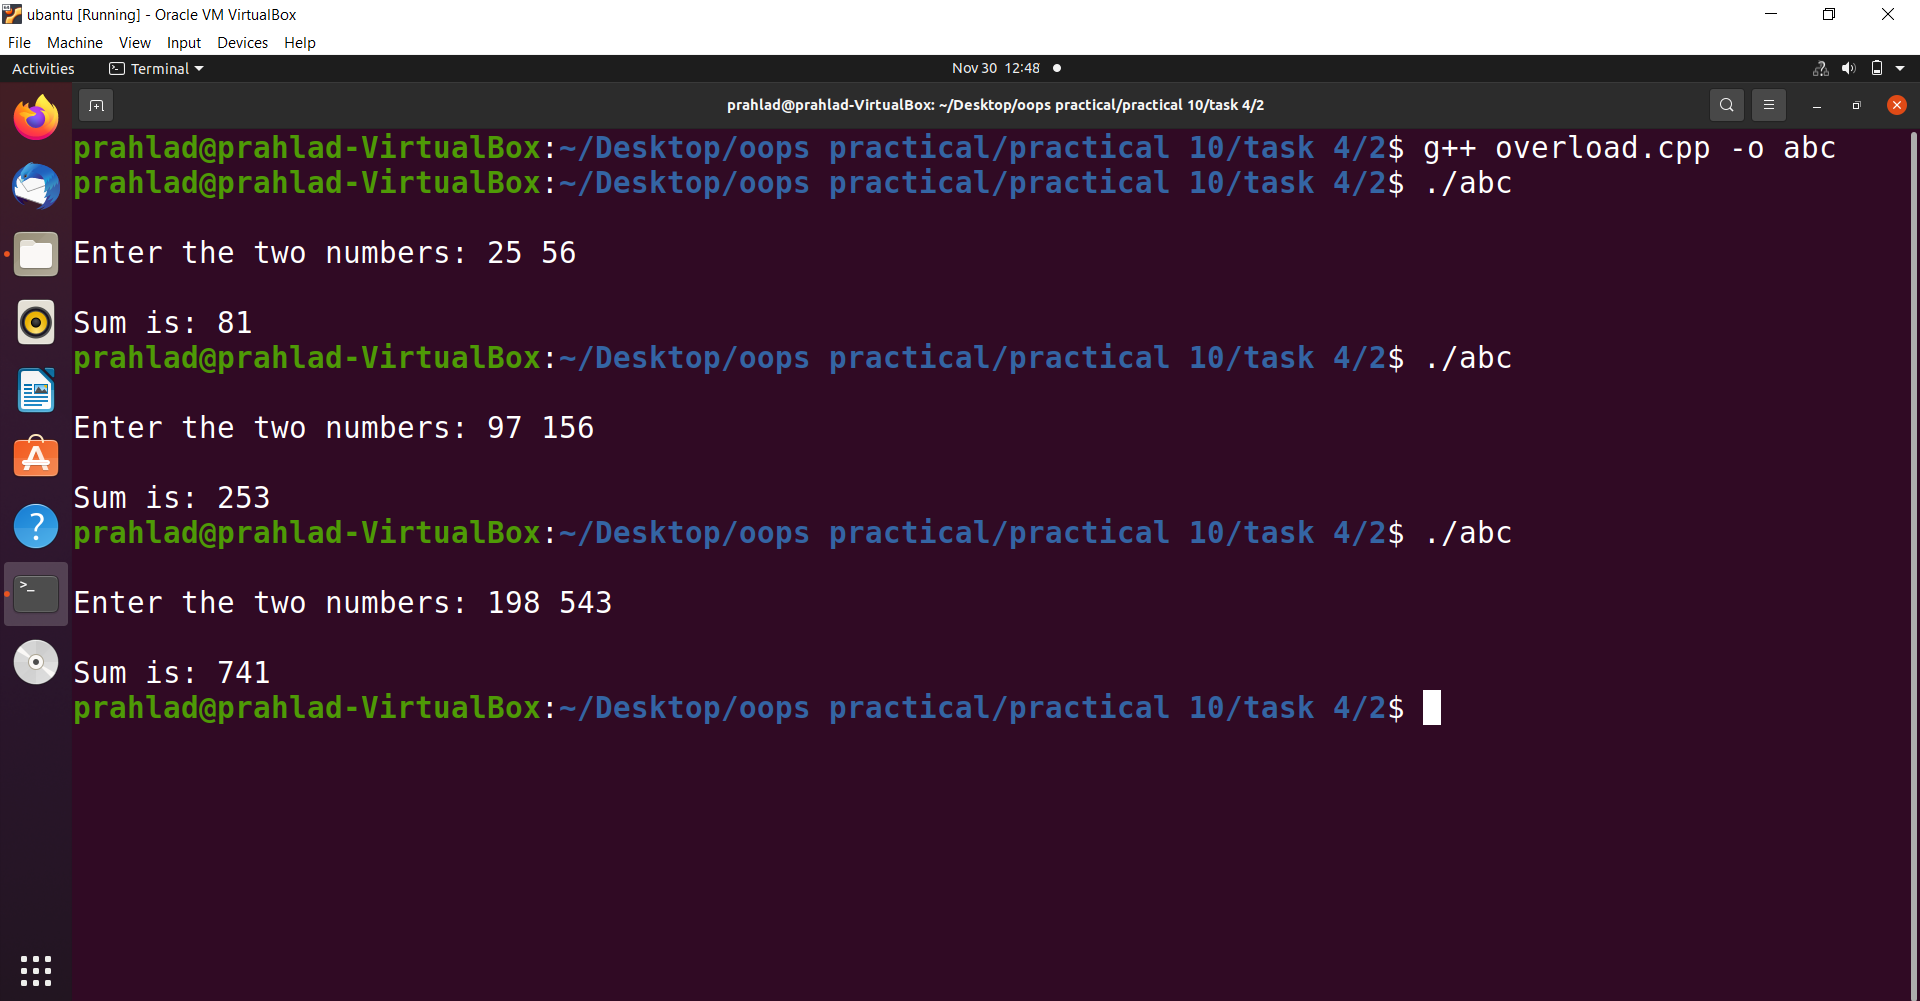 ubantu [Running] - Oracle VM VirtualBox
File Machine View Input Devices Help
Activities Terminal Nov 30 12:48
prahlad@prahlad-VirtualBox: ~/Desktop/oops practical/practical 10/task 4/2
prahlad@prahlad-VirtualBox:~/Desktop/oops practical/practical 10/task 4/2$ g++ overload.cpp -o abc
prahlad@prahlad-VirtualBox:~/Desktop/oops practical/practical 10/task 4/2$ ./abc
Enter the two numbers: 25 56
Sum is: 81
prahlad@prahlad-VirtualBox:~/Desktop/oops practical/practical 10/task 4/2$ ./abc
Enter the two numbers: 97 156
Sum is: 253
prahlad@prahlad-VirtualBox:~/Desktop/oops practical/practical 10/task 4/2$ ./abc
Enter the two numbers: 198 543
Sum is: 741
prahlad@prahlad-VirtualBox:~/Desktop/oops practical/practical 10/task 4/2$